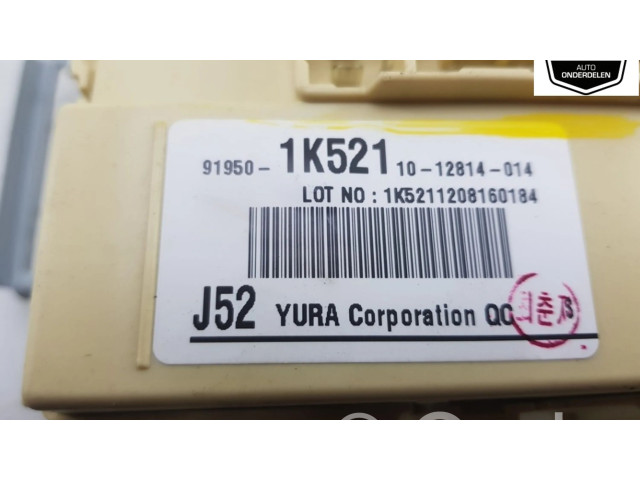 AUTO
ONDERDELEN
91950- 1K521 10-12814-014
LOT NO : 1K5211208160184
J52 YURA Corporation QC